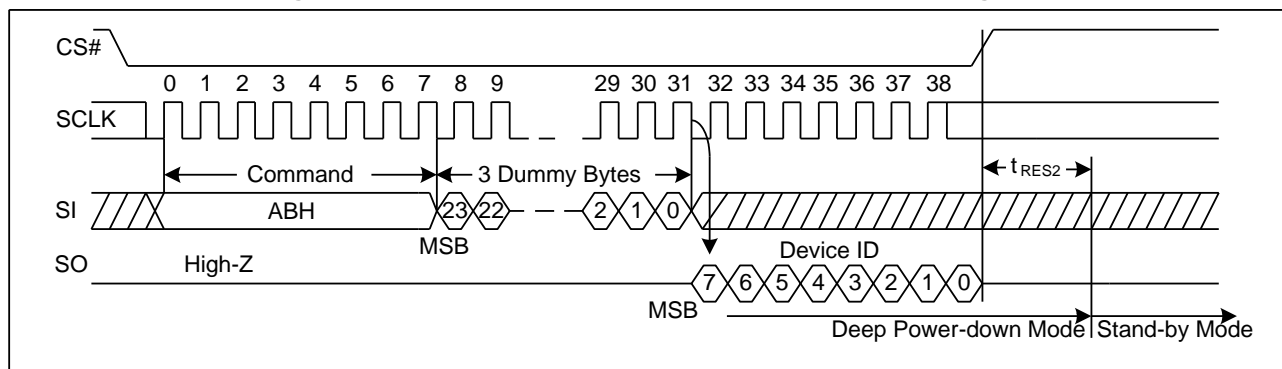 CS#
0 1 2 3 4 5 6 7 8 9 29 30 31 32 33 34 35 36 37 38
SCLK
Command 3 Dummy Bytes tRES2
SI ABH 23 22 2 1 0
MSB
SO High-Z Device ID
7 6 5 4 3 2 1 0
MSB
Deep Power-down Mode Stand-by Mode